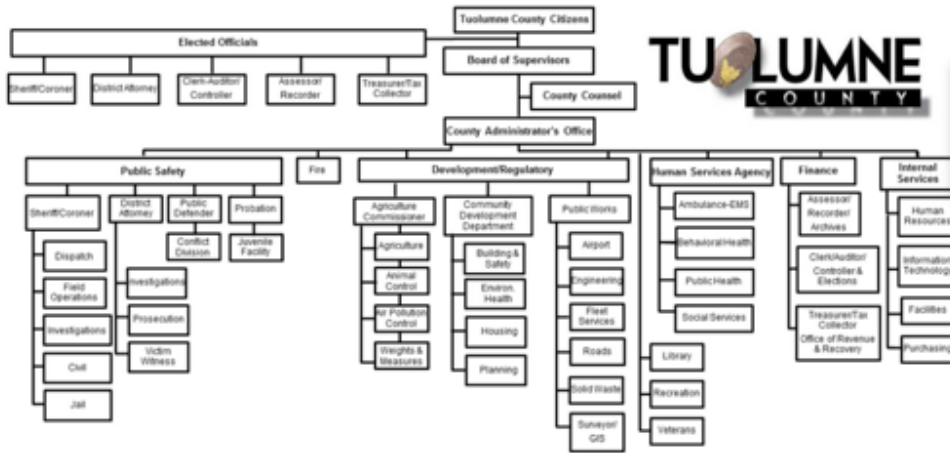 Tuolumne County Citizens
TUOLUMNE
COUNTY
Elected Officials
Board of Supervisors
Sheriff/Coroner
District Attorney
Clerk-Auditor/
Controller
Assessor/
Recorder
Treasurer/Tax
Collector
County Counsel
County Administrator's Office
Public Safety
Fire
Development/Regulatory
Human Services Agency
Finance
Internal
Services
Sheriff/Coroner
Dispatch
Field
Operations
Investigations
Civil
Jail
District
Attorney
Investigations
Prosecution
Victim
Witness
Public
Defender
Conflict
Division
Probation
Juvenile
Facility
Agriculture
Commissioner
Agriculture
Animal
Control
Air Pollution
Control
Weights &
Measures
Community
Development
Department
Building &
Safety
Environ.
Health
Housing
Planning
Public Works
Airport
Engineering
Fleet
Services
Roads
Solid Waste
Surveyor/
GIS
Ambulance-EMS
Behavioral Health
Public Health
Social Services
Library
Recreation
Veterans
Assessor/
Recorder/
Archives
Clerk/Auditor/
Controller &
Elections
Treasurer/Tax
Collector
Office of Revenue
& Recovery
Human
Resources
Information
Technology
Facilities
Purchasing